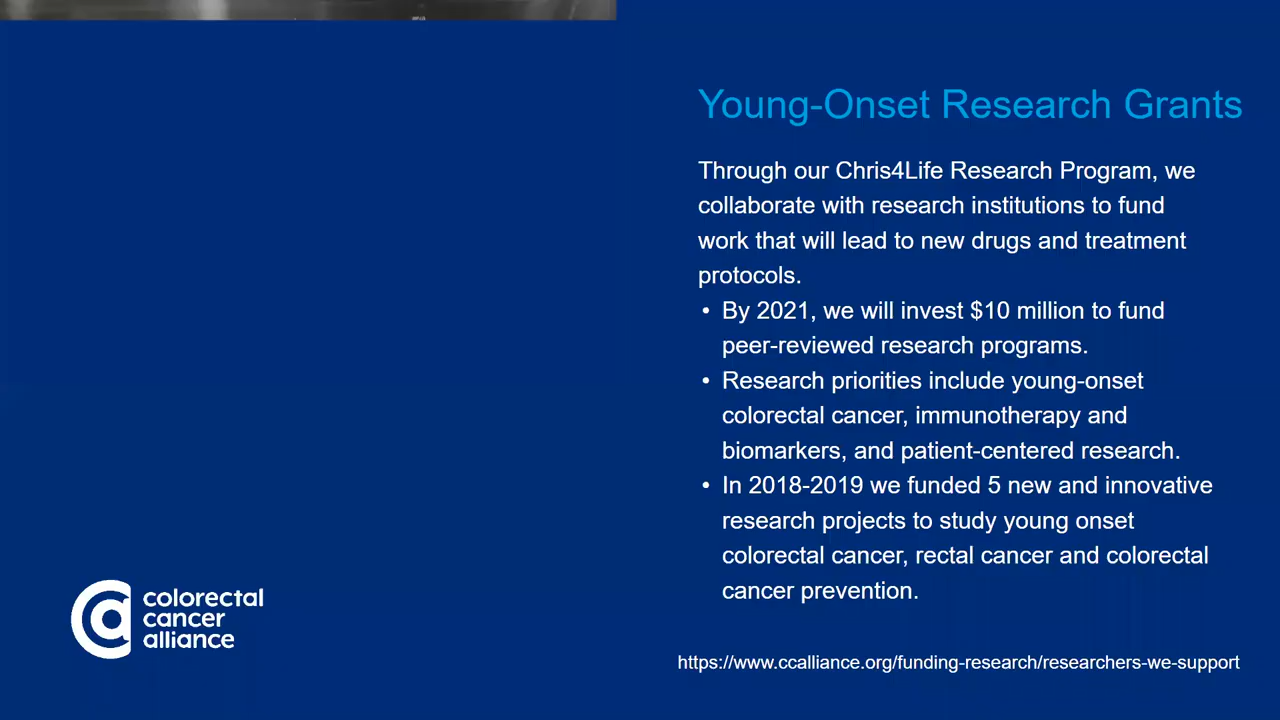 Young-Onset Research Grants
Through our Chris4Life Research Program, we
collaborate with research institutions to fund
work that will lead to new drugs and treatment
protocols.
• By 2021, we will invest $10 million to fund
peer-reviewed research programs.
• Research priorities include young-onset
colorectal cancer, immunotherapy and
biomarkers, and patient-centered research.
• In 2018-2019 we funded 5 new and innovative
research projects to study young onset
colorectal cancer, rectal cancer and colorectal
cancer prevention.
colorectal
cancer
alliance
https://www.ccalliance.org/funding-research/researchers-we-support